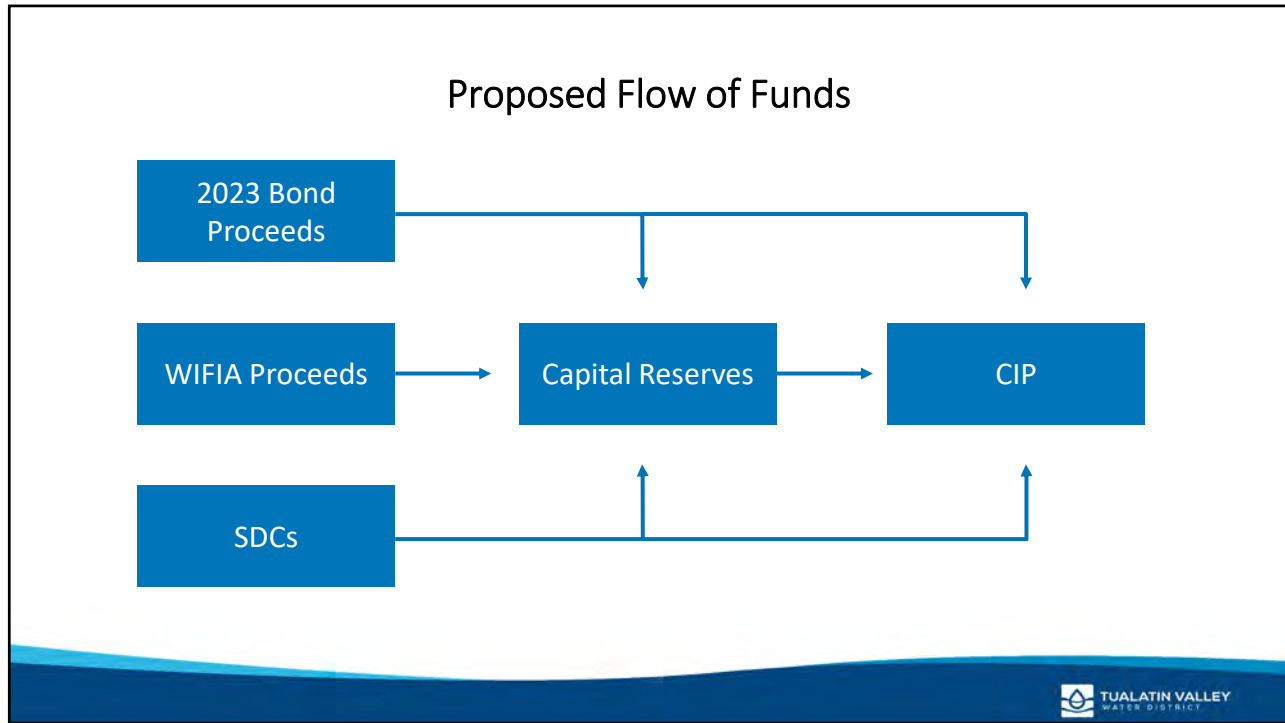 Proposed Flow of Funds
2023 Bond
Proceeds
WIFIA Proceeds
Capital Reserves
CIP
SDCs
TUALATIN VALLEY
WATER DISTRICT